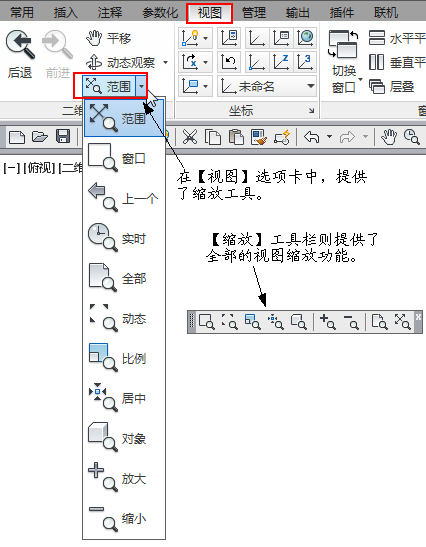 常用 插入 注释 参数化 视图 管理 输出 插件 联机
后退 前进 平移
动态观察
范围
二维
未命名
坐标
切换
窗口
水平平
垂直平
层叠
窗
[−] [俯视] [二维
范围
窗口
上一个
实时
全部
动态
比例
居中
对象
放大
缩小
在【视图】选项卡中，提供
了缩放工具。
【缩放】工具栏则提供了
全部的视图缩放功能。